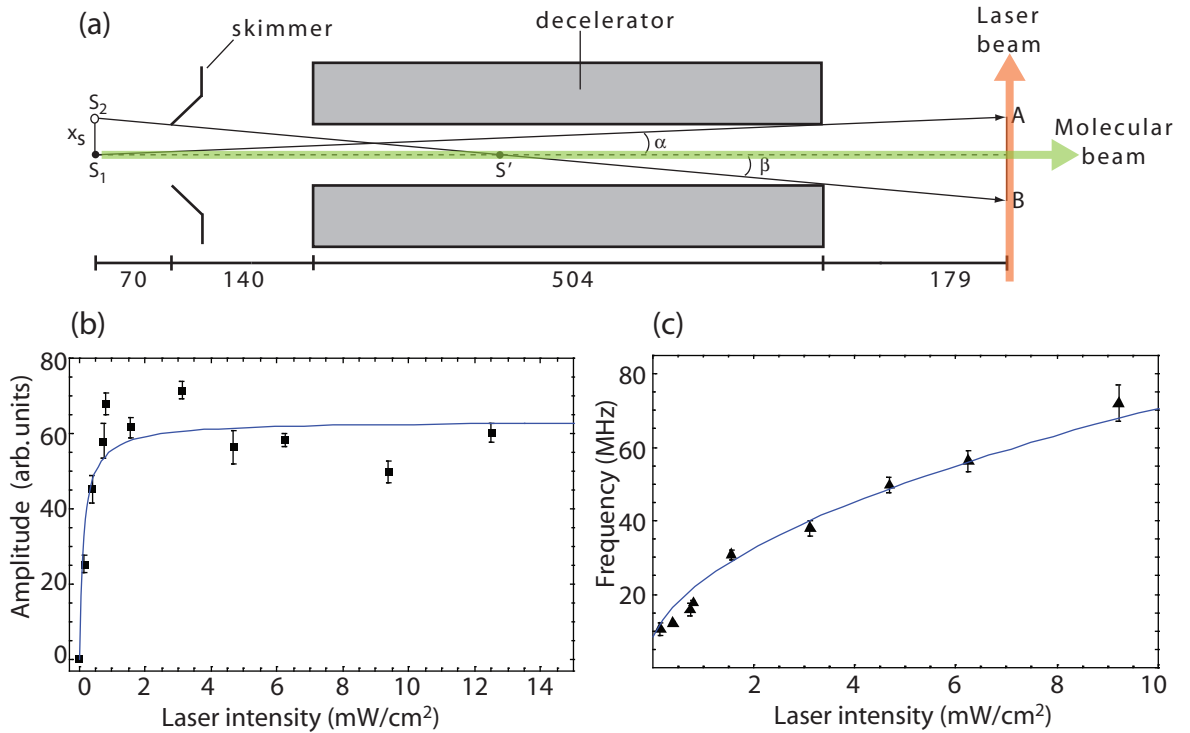 (a)
skimmer
decelerator
Laser
beam
S2
xs
S1
S'
α
β
A
B
Molecular
beam
70
140
504
179
(b)
80
60
40
20
0
Amplitude (arb.units)
0 2 4 6 8 10 12 14
Laser intensity (mW/cm²)
(c)
80
60
40
20
Frequency (MHz)
2 4 6 8 10
Laser intensity (mW/cm²)